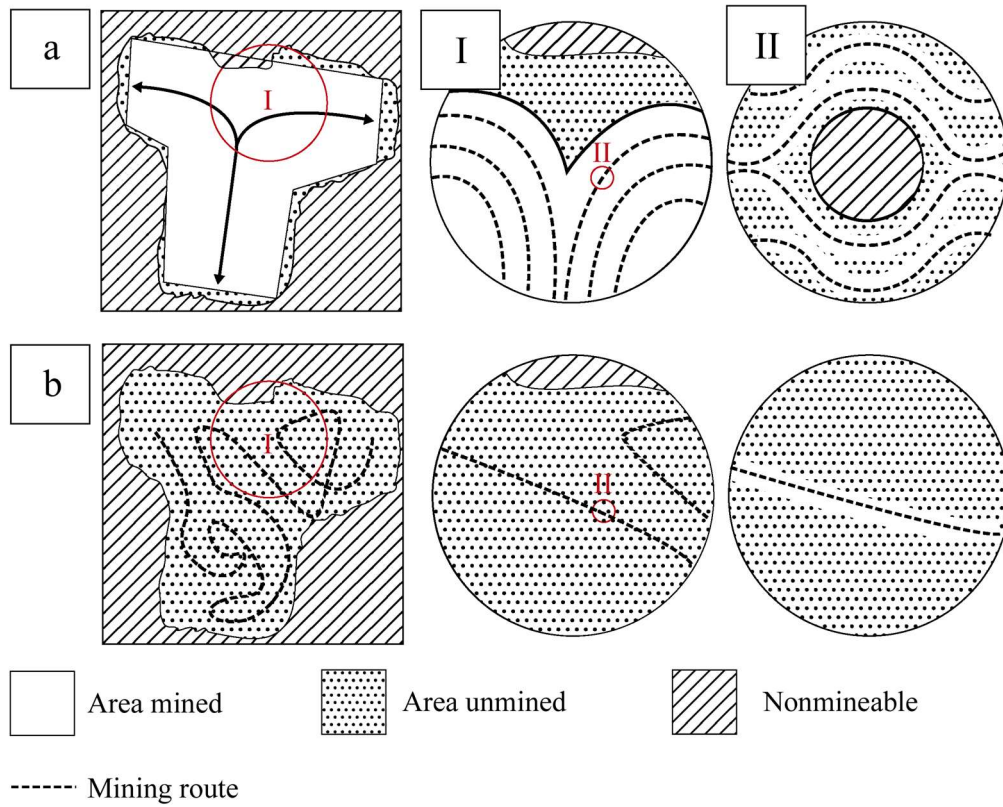 a
I
I
II
II
b
I
II
Area mined
Area unmined
Nonmineable
Mining route